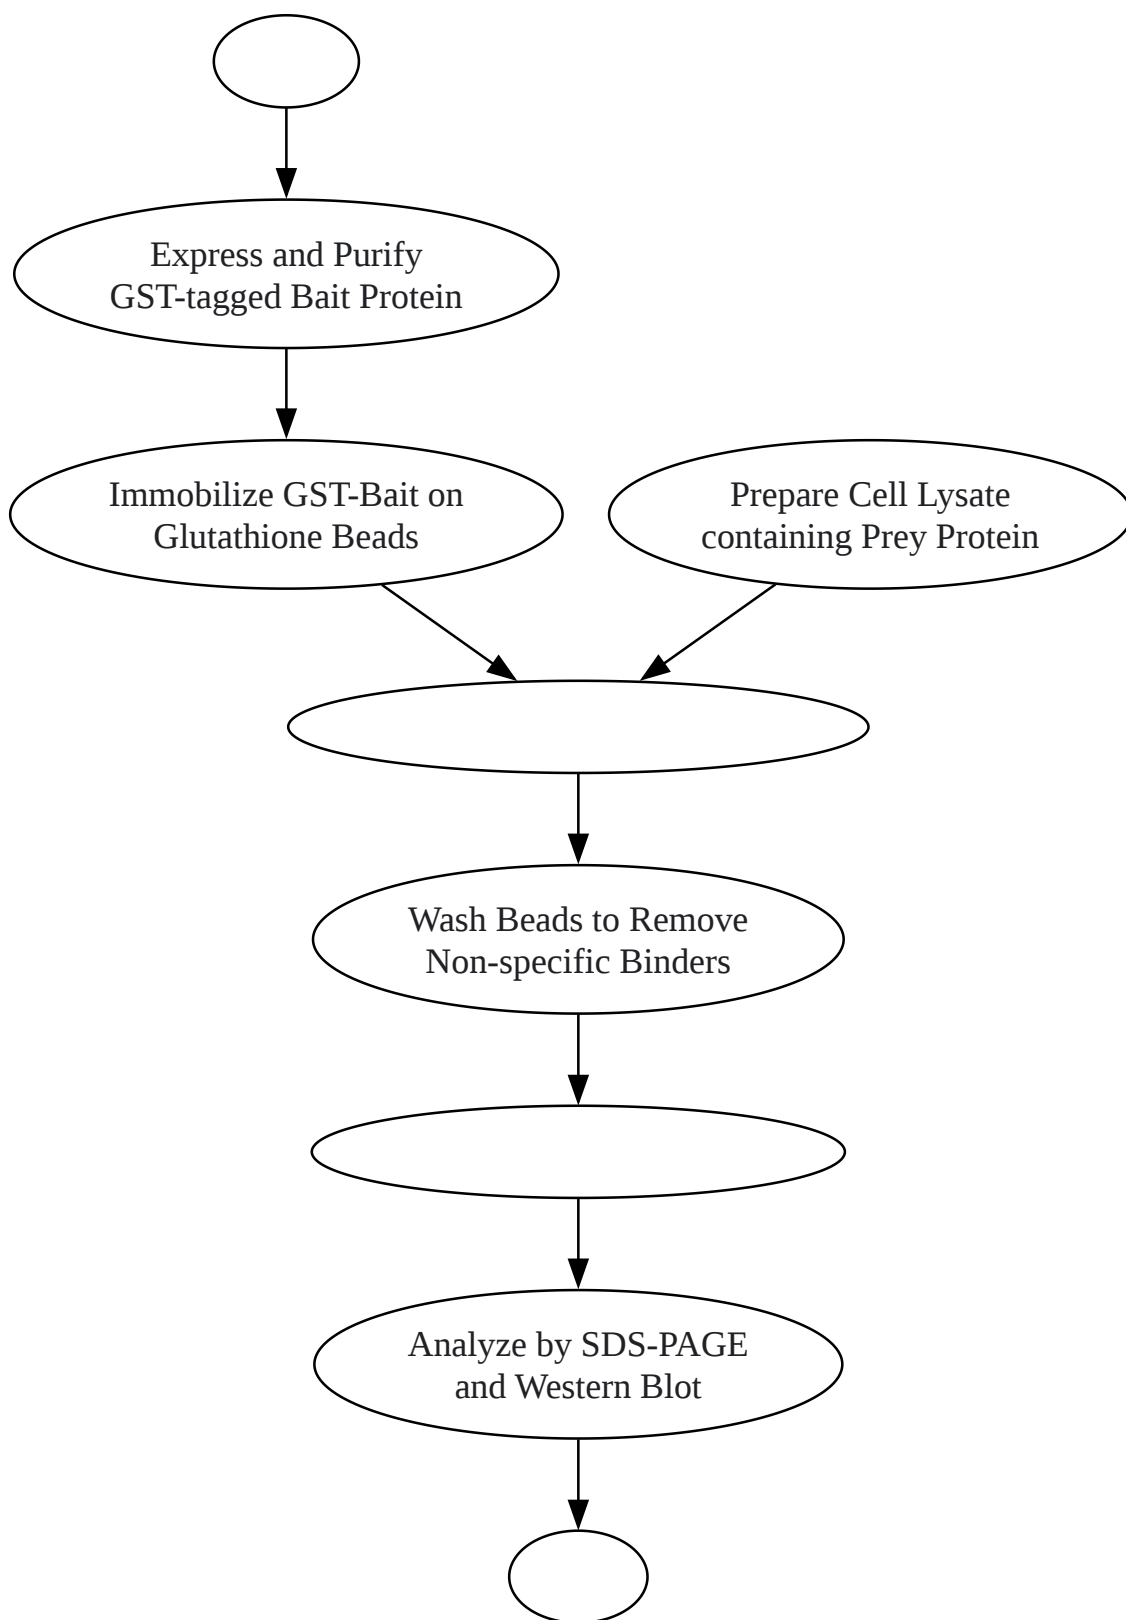 Express and Purify
GST-tagged Bait Protein
Immobilize GST-Bait on
Glutathione Beads
Prepare Cell Lysate
containing Prey Protein
Wash Beads to Remove
Non-specific Binders
Analyze by SDS-PAGE
and Western Blot